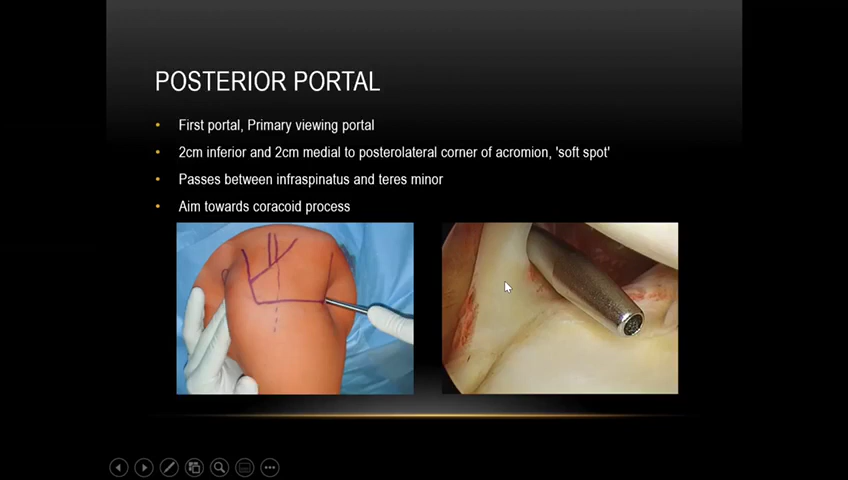 POSTERIOR PORTAL
• First portal, Primary viewing portal
• 2cm inferior and 2cm medial to posterolateral corner of acromion, 'soft spot'
• Passes between infraspinatus and teres minor
• Aim towards coracoid process